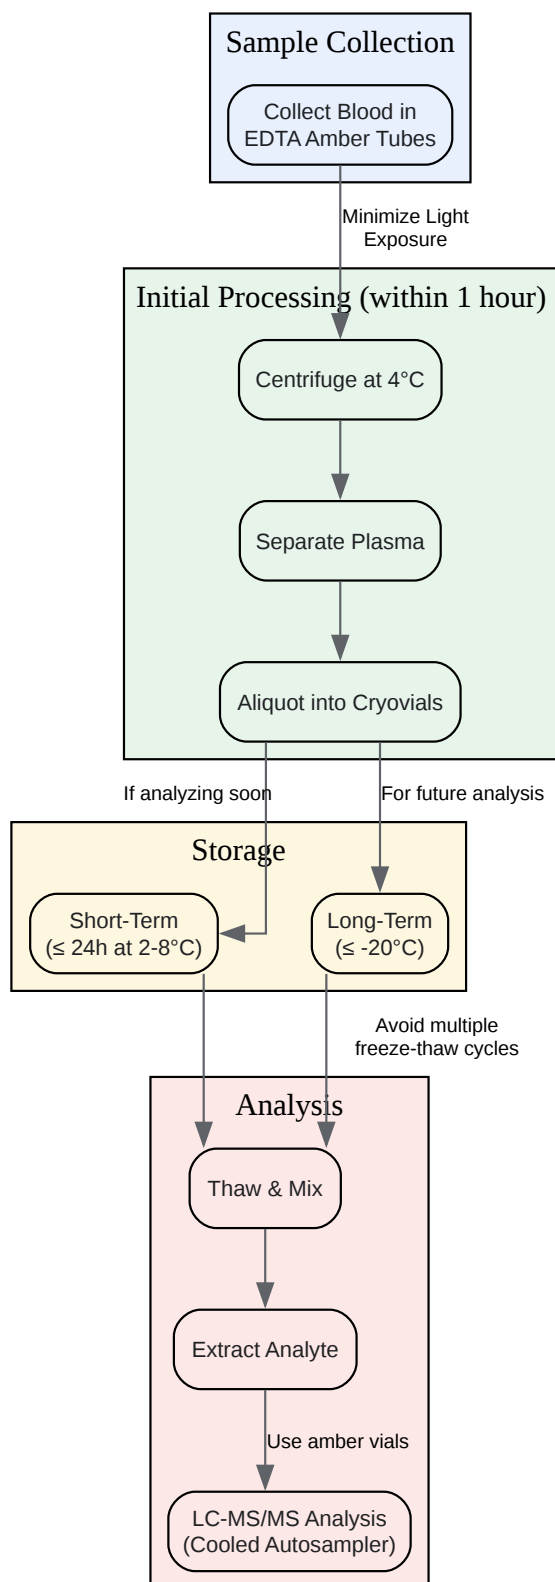 Sample Collection
Collect Blood in
EDTA Amber Tubes
Minimize Light
Exposure
Initial Processing (within 1 hour)
Centrifuge at 4°C
Separate Plasma
Aliquot into Cryovials
If analyzing soon
For future analysis
Storage
Short-Term
(≤ 24h at 2-8°C)
Long-Term
(≤ -20°C)
Avoid multiple
freeze-thaw cycles
Analysis
Thaw & Mix
Extract Analyte
Use amber vials
LC-MS/MS Analysis
(Cooled Autosampler)